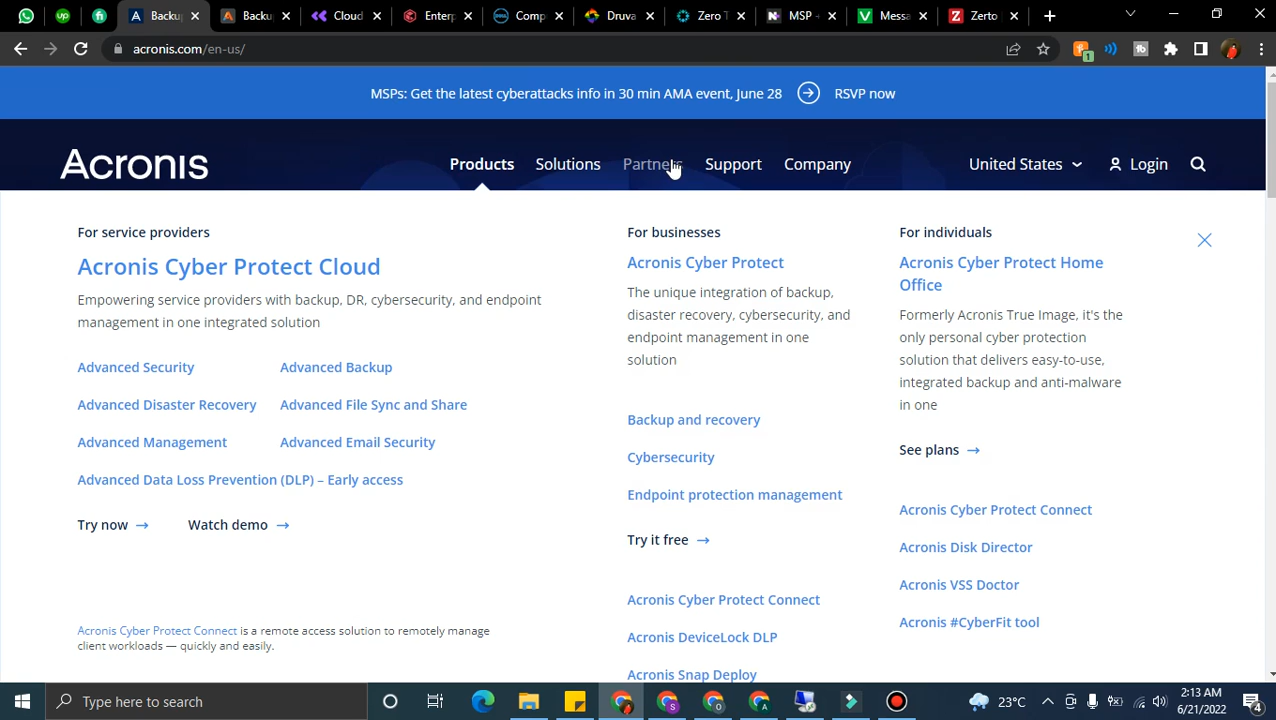 Backup
Backu
Cloud
Enterp
Comp
Druva
Zero T
MSP
Messa
Zerto
acronis.com/en-us/
1
MSPs: Get the latest cyberattacks info in 30 min AMA event, June 28 RSVP now
Acronis
Products Solutions Partners Support Company United States Login
For service providers
Acronis Cyber Protect Cloud
Empowering service providers with backup, DR, cybersecurity, and endpoint
management in one integrated solution
Advanced Security Advanced Backup
Advanced Disaster Recovery Advanced File Sync and Share
Advanced Management Advanced Email Security
Advanced Data Loss Prevention (DLP) – Early access
Try now → Watch demo →
Acronis Cyber Protect Connect is a remote access solution to remotely manage
client workloads — quickly and easily.
For businesses
Acronis Cyber Protect
The unique integration of backup,
disaster recovery, cybersecurity, and
endpoint management in one
solution
Backup and recovery
Cybersecurity
Endpoint protection management
Try it free →
Acronis Cyber Protect Connect
Acronis DeviceLock DLP
Acronis Snap Deploy
For individuals
Acronis Cyber Protect Home
Office
Formerly Acronis True Image, it's the
only personal cyber protection
solution that delivers easy-to-use,
integrated backup and anti-malware
in one
See plans →
Acronis Cyber Protect Connect
Acronis Disk Director
Acronis VSS Doctor
Acronis #CyberFit tool
Type here to search
23°C
2:13 AM
6/21/2022
4